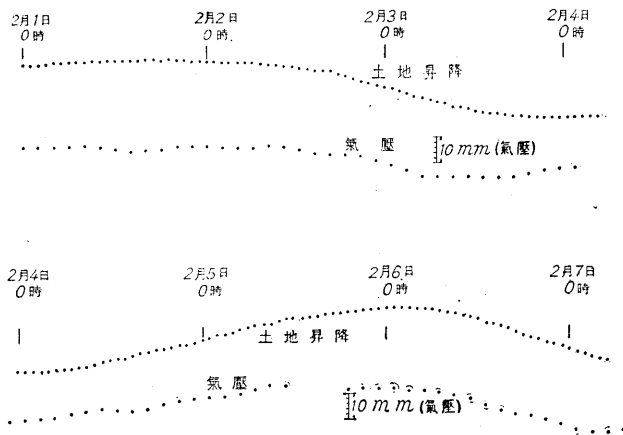 2月1日
0時
2月2日
0時
2月3日
0時
2月4日
0時
土地昇降
氣壓
10mm(氣壓)
2月4日
0時
2月5日
0時
2月6日
0時
2月7日
0時
土地昇降
氣壓
10mm(氣壓)